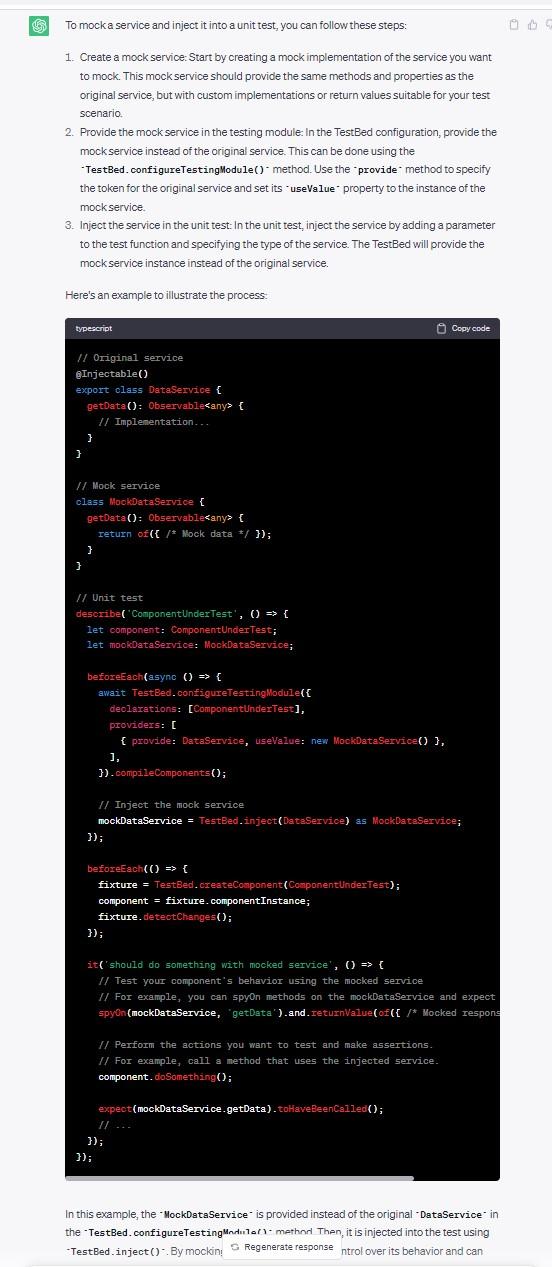 To mock a service and inject it into a unit test, you can follow these steps:
1. Create a mock service: Start by creating a mock implementation of the service you want
to mock. This mock service should provide the same methods and properties as the
original service, but with custom implementations or return values suitable for your test
scenario.
2. Provide the mock service in the testing module: In the TestBed configuration, provide the
mock service instead of the original service. This can be done using the
`TestBed.configureTestingModule()` method. Use the `provide` method to specify
the token for the original service and set its `useValue` property to the instance of the
mock service.
3. Inject the service in the unit test: In the unit test, inject the service by adding a parameter
to the test function and specifying the type of the service. The TestBed will provide the
mock service instance instead of the original service.
Here's an example to illustrate the process:
typescript Copy code
// Original service
@Injectable()
export class DataService {
  getData(): Observable<any> {
    // Implementation...
  }
}
// Mock service
class MockDataService {
  getData(): Observable<any> {
    return of({ /* Mock data */ });
  }
}
// Unit test
describe('ComponentUnderTest', () => {
  let component: ComponentUnderTest;
  let mockDataService: MockDataService;
  beforeEach(async () => {
    await TestBed.configureTestingModule({
      declarations: [ComponentUnderTest],
      providers: [
        { provide: DataService, useValue: new MockDataService() },
      ],
    }).compileComponents();
    // Inject the mock service
    mockDataService = TestBed.inject(DataService) as MockDataService;
  });
  beforeEach(() => {
    fixture = TestBed.createComponent(ComponentUnderTest);
    component = fixture.componentInstance;
    fixture.detectChanges();
  });
  it('should do something with mocked service', () => {
    // Test your component's behavior using the mocked service
    // For example, you can spyOn methods on the mockDataService and expect
    spyOn(mockDataService, 'getData').and.returnValue(of({ /* Mocked respons
    // Perform the actions you want to test and make assertions.
    // For example, call a method that uses the injected service.
    component.doSomething();
    expect(mockDataService.getData).toHaveBeenCalled();
    // ...
  });
});
In this example, the `MockDataService` is provided instead of the original `DataService` in
the `TestBed.configureTestingModule()` method. Then, it is injected into the test using
`TestBed.inject()`. By mocking Regenerate response ntrol over its behavior and can